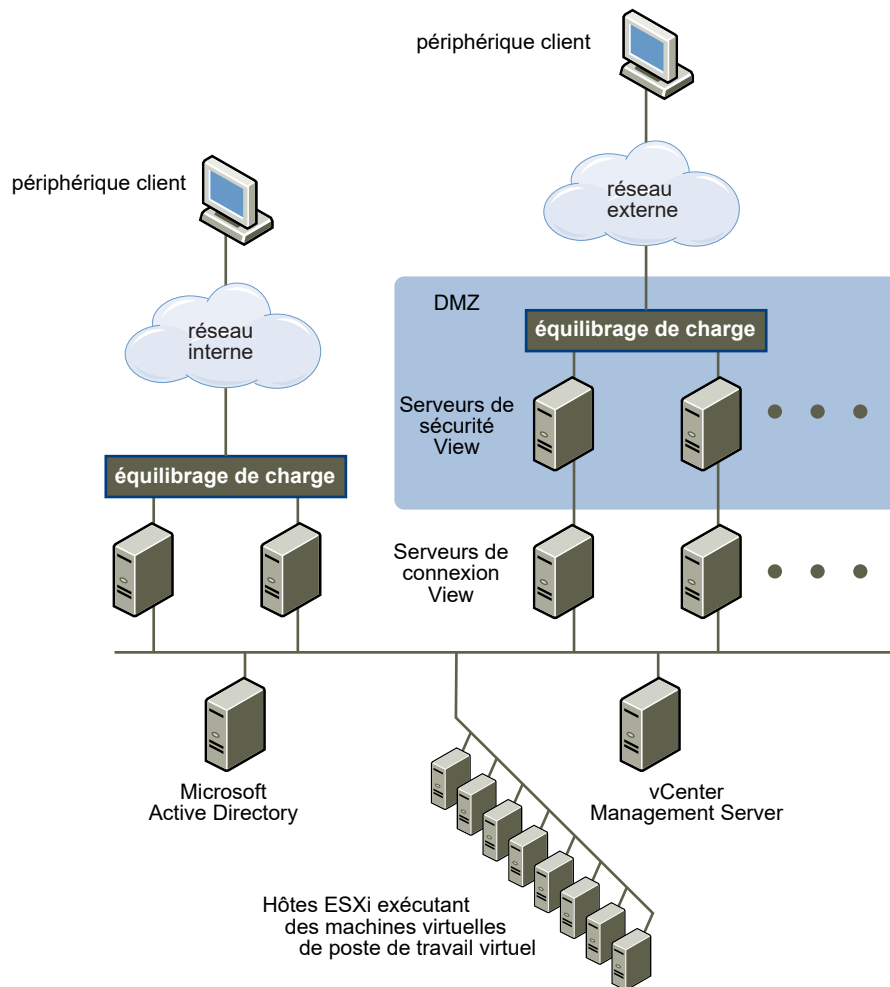 périphérique client
périphérique client
réseau
externe
réseau
interne
DMZ
équilibrage de charge
Serveurs de
sécurité
View
équilibrage de charge
Serveurs de
connexion
View
Microsoft
Active Directory
vCenter
Management Server
Hôtes ESXi exécutant
des machines virtuelles
de poste de travail virtuel